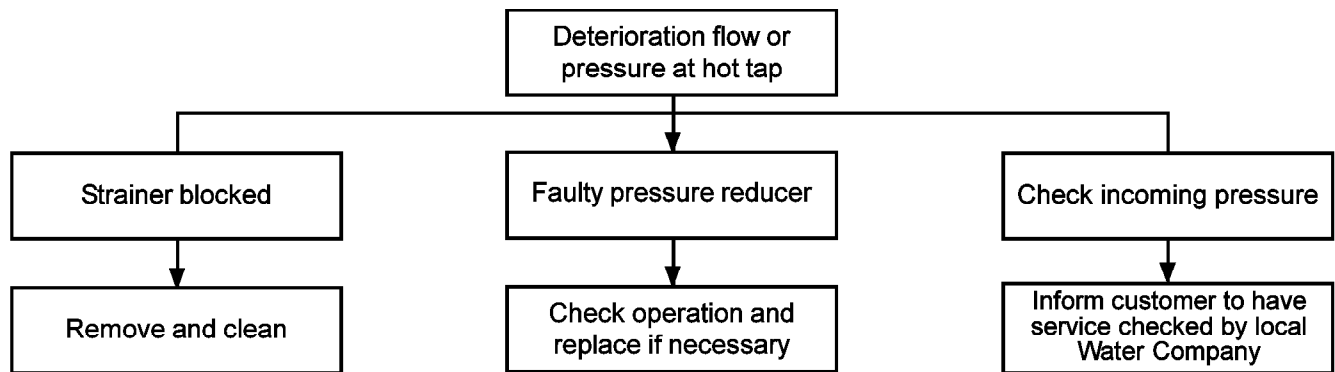 Deterioration flow or
pressure at hot tap
Strainer blocked
Faulty pressure reducer
Check incoming pressure
Remove and clean
Check operation and
replace if necessary
Inform customer to have
service checked by local
Water Company